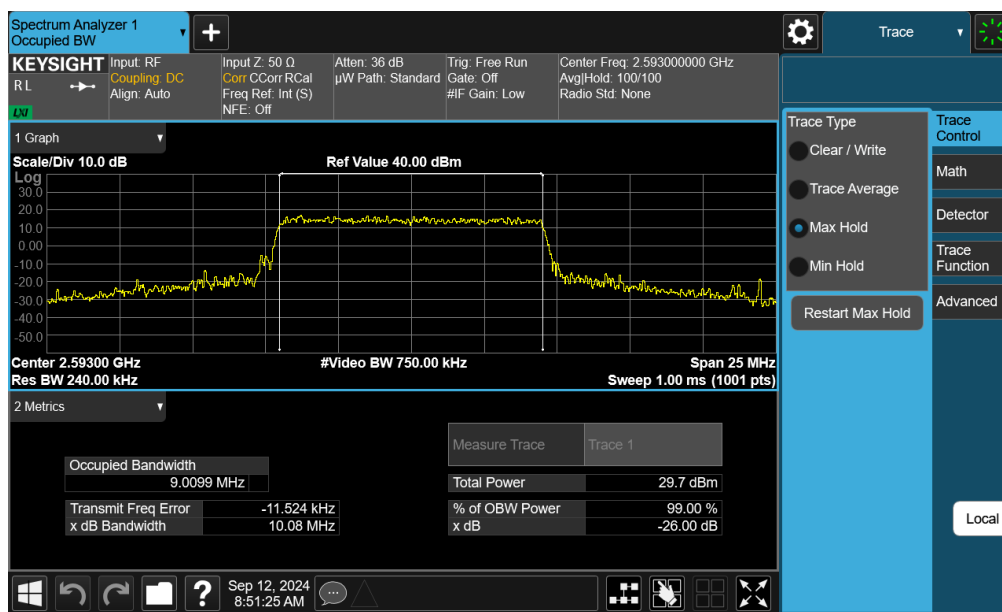 Spectrum Analyzer 1
Occupied BW
Trace
KEYSIGHT
RL
LXI
Input: RF
Coupling: DC
Align: Auto
Input Z: 50 Ω
Corr CCorr RCal
Freq Ref: Int (S)
NFE: Off
Atten: 36 dB
µW Path: Standard
Trig: Free Run
Gate: Off
#IF Gain: Low
Center Freq: 2.593000000 GHz
Avg|Hold: 100/100
Radio Std: None
1 Graph
Scale/Div 10.0 dB
Ref Value 40.00 dBm
Log
30.0
20.0
10.0
0.00
-10.0
-20.0
-30.0
-40.0
-50.0
Center 2.59300 GHz
#Video BW 750.00 kHz
Span 25 MHz
Res BW 240.00 kHz
Sweep 1.00 ms (1001 pts)
2 Metrics
Measure Trace
Trace 1
Occupied Bandwidth
9.0099 MHz
Total Power
29.7 dBm
Transmit Freq Error
-11.524 kHz
% of OBW Power
99.00 %
x dB Bandwidth
10.08 MHz
x dB
-26.00 dB
Trace Type
Clear / Write
Trace Average
Max Hold
Min Hold
Restart Max Hold
Trace
Control
Math
Detector
Trace
Function
Advanced
Local
?
Sep 12, 2024
8:51:25 AM